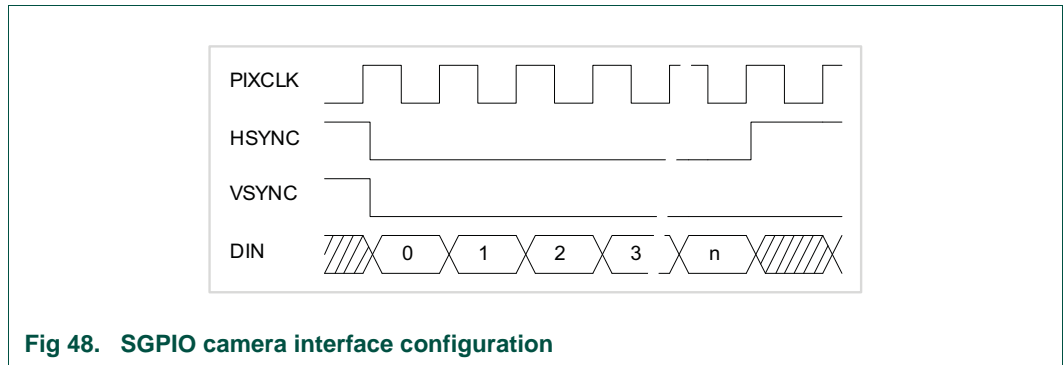 PIXCLK
HSYNC
VSYNC
DIN 0 1 2 3 n
Fig 48. SGPIO camera interface configuration